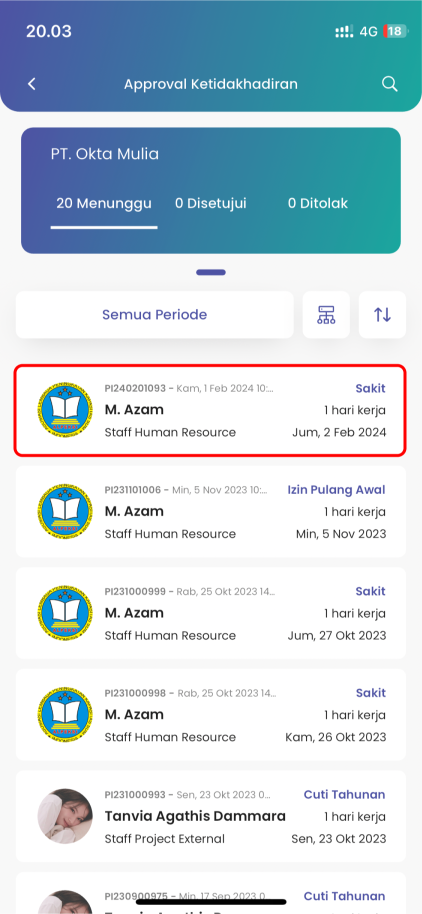 20.03 4G 18
Approval Ketidakhadiran
PT. Okta Mulia
20 Menunggu 0 Disetujui 0 Ditolak
Semua Periode
PI240201093 - Kam, 1 Feb 2024 10:... Sakit
M. Azam 1 hari kerja
Staff Human Resource Jum, 2 Feb 2024
PI231101006 - Min, 5 Nov 2023 10:... Izin Pulang Awal
M. Azam 1 hari kerja
Staff Human Resource Min, 5 Nov 2023
PI231000999 - Rab, 25 Okt 2023 14... Sakit
M. Azam 1 hari kerja
Staff Human Resource Jum, 27 Okt 2023
PI231000998 - Rab, 25 Okt 2023 14... Sakit
M. Azam 1 hari kerja
Staff Human Resource Kam, 26 Okt 2023
PI231000993 - Sen, 23 Okt 2023 0... Cuti Tahunan
Tanvia Agathis Dammara 1 hari kerja
Staff Project External Sen, 23 Okt 2023
PI230900975 - Min, 17 Sep 2023 0... Cuti Tahunan